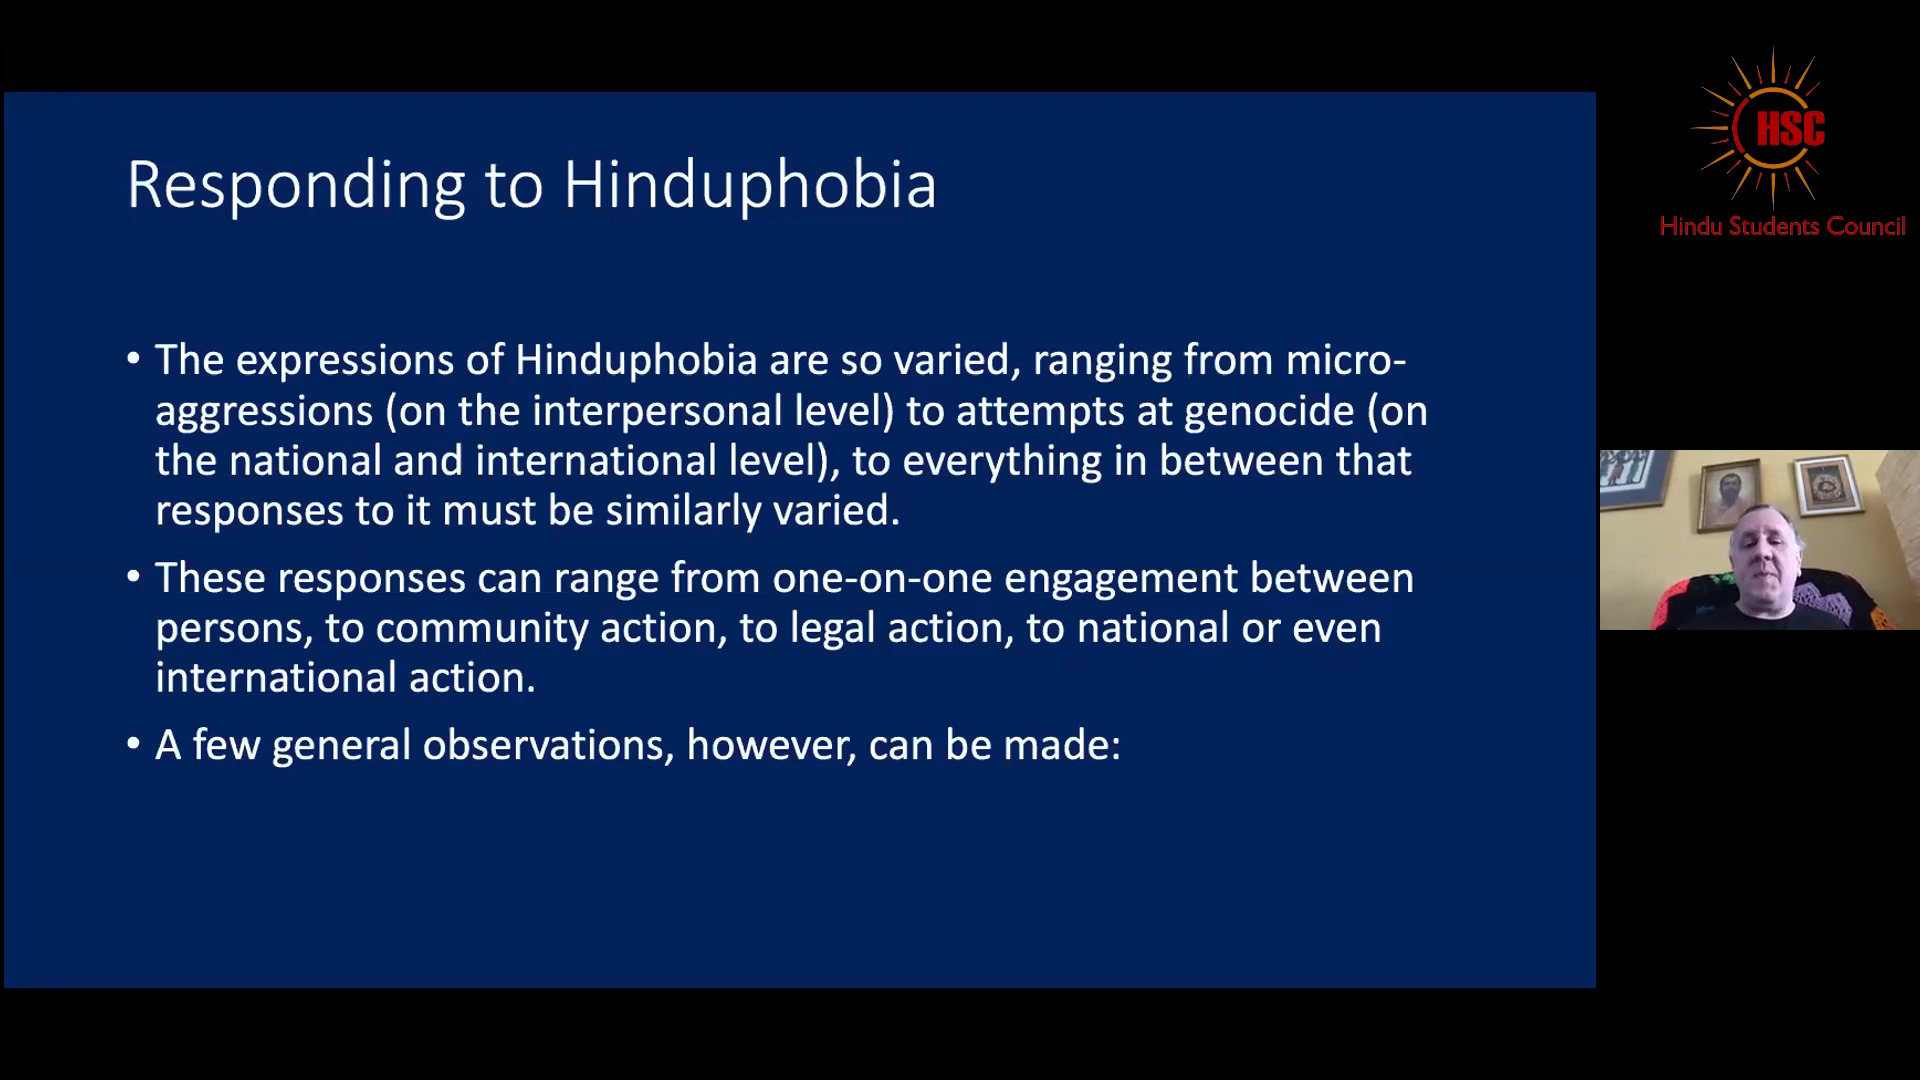 Responding to Hinduphobia
• The expressions of Hinduphobia are so varied, ranging from micro-
aggressions (on the interpersonal level) to attempts at genocide (on
the national and international level), to everything in between that
responses to it must be similarly varied.
• These responses can range from one-on-one engagement between
persons, to community action, to legal action, to national or even
international action.
• A few general observations, however, can be made:
HSC
Hindu Students Council